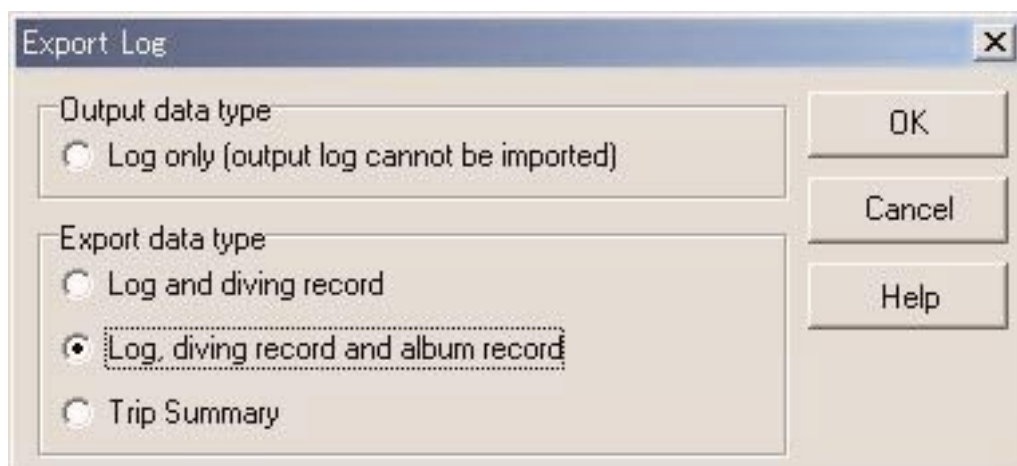 Export Log
Output data type
Log only (output log cannot be imported)
Export data type
Log and diving record
Log, diving record and album record
Trip Summary
OK
Cancel
Help